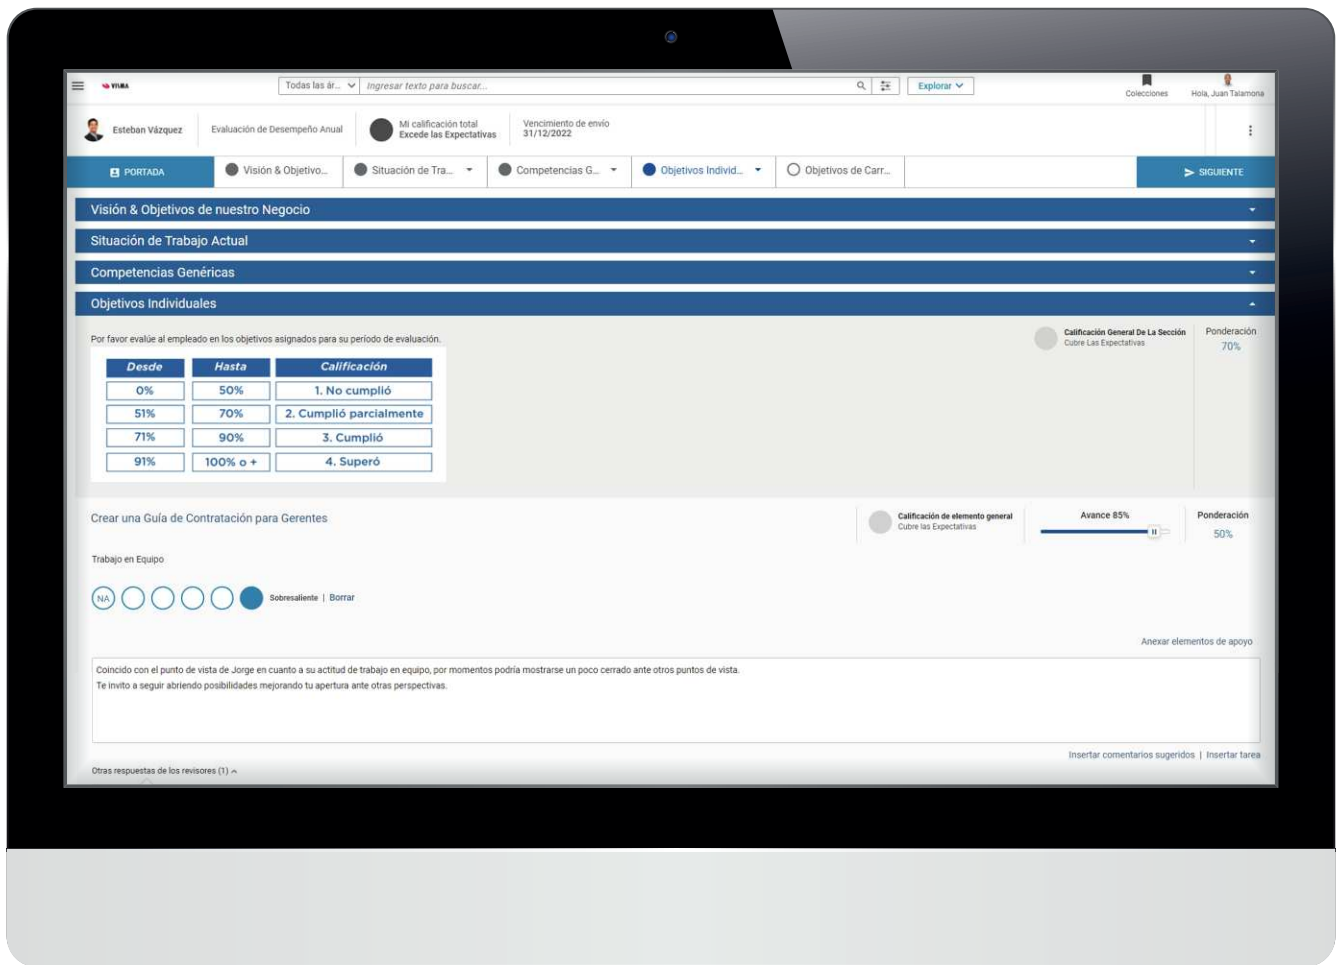 VILMA
Todas las ár...
Ingresar texto para buscar...
Explorar
Colecciones
Hola, Juan Talamona
Esteban Vázquez
Evaluación de Desempeño Anual
Mi calificación total
Excede las Expectativas
Vencimiento de envío
31/12/2022
PORTADA
Visión & Objetivo...
Situación de Tra...
Competencias G...
Objetivos Individ...
Objetivos de Carr...
SIGUIENTE
Visión & Objetivos de nuestro Negocio
Situación de Trabajo Actual
Competencias Genéricas
Objetivos Individuales
Por favor evalúe al empleado en los objetivos asignados para su período de evaluación.
Calificación General De La Sección
Cubre Las Expectativas
Ponderación
70%
Desde Hasta Calificación
0% 50% 1. No cumplió
51% 70% 2. Cumplió parcialmente
71% 90% 3. Cumplió
91% 100% o + 4. Superó
Crear una Guía de Contratación para Gerentes
Calificación de elemento general
Cubre las Expectativas
Avance 85%
Ponderación
50%
Trabajo en Equipo
NA
Sobresaliente | Borrar
Anexar elementos de apoyo
Coincido con el punto de vista de Jorge en cuanto a su actitud de trabajo en equipo, por momentos podría mostrarse un poco cerrado ante otros puntos de vista.
Te invito a seguir abriendo posibilidades mejorando tu apertura ante otras perspectivas.
Insertar comentarios sugeridos | Insertar tarea
Otras respuestas de los revisores (1)